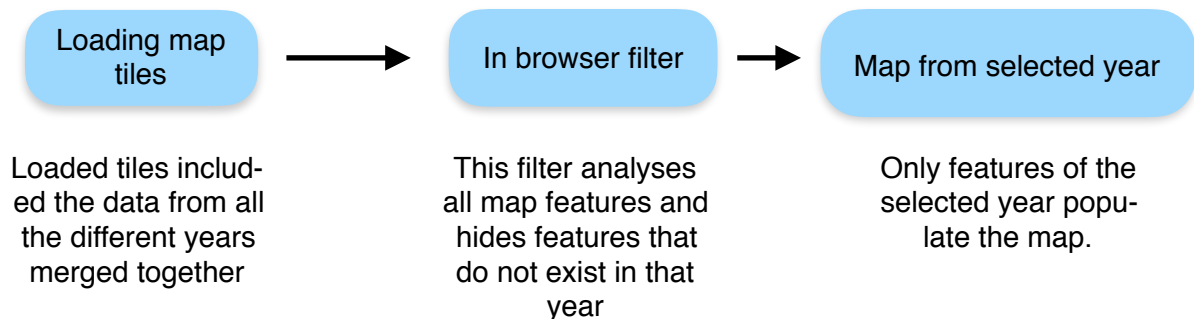 Loading map
tiles
In browser filter
Map from selected year
Loaded tiles includ-
ed the data from all
the different years
merged together
This filter analyses
all map features and
hides features that
do not exist in that
year
Only features of the
selected year popu-
late the map.